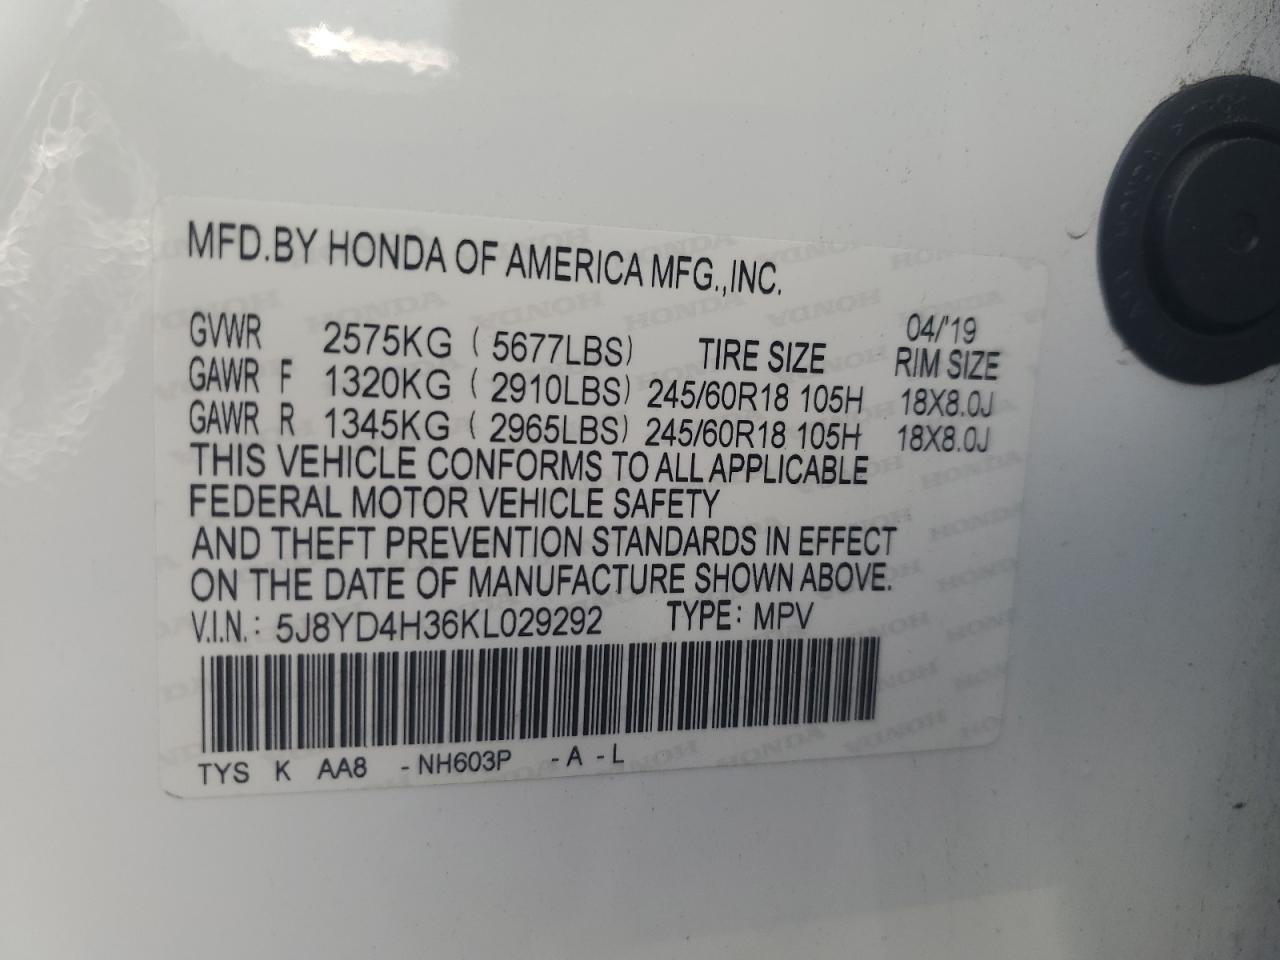 MFD.BY HONDA OF AMERICA MFG.,INC.
04/'19
GVWR 2575KG ( 5677LBS) TIRE SIZE RIM SIZE
GAWR F 1320KG ( 2910LBS) 245/60R18 105H 18X8.0J
GAWR R 1345KG ( 2965LBS) 245/60R18 105H 18X8.0J
THIS VEHICLE CONFORMS TO ALL APPLICABLE
FEDERAL MOTOR VEHICLE SAFETY
AND THEFT PREVENTION STANDARDS IN EFFECT
ON THE DATE OF MANUFACTURE SHOWN ABOVE.
V.I.N.: 5J8YD4H36KL029292 TYPE: MPV
TYS K AA8 -NH603P -A -L